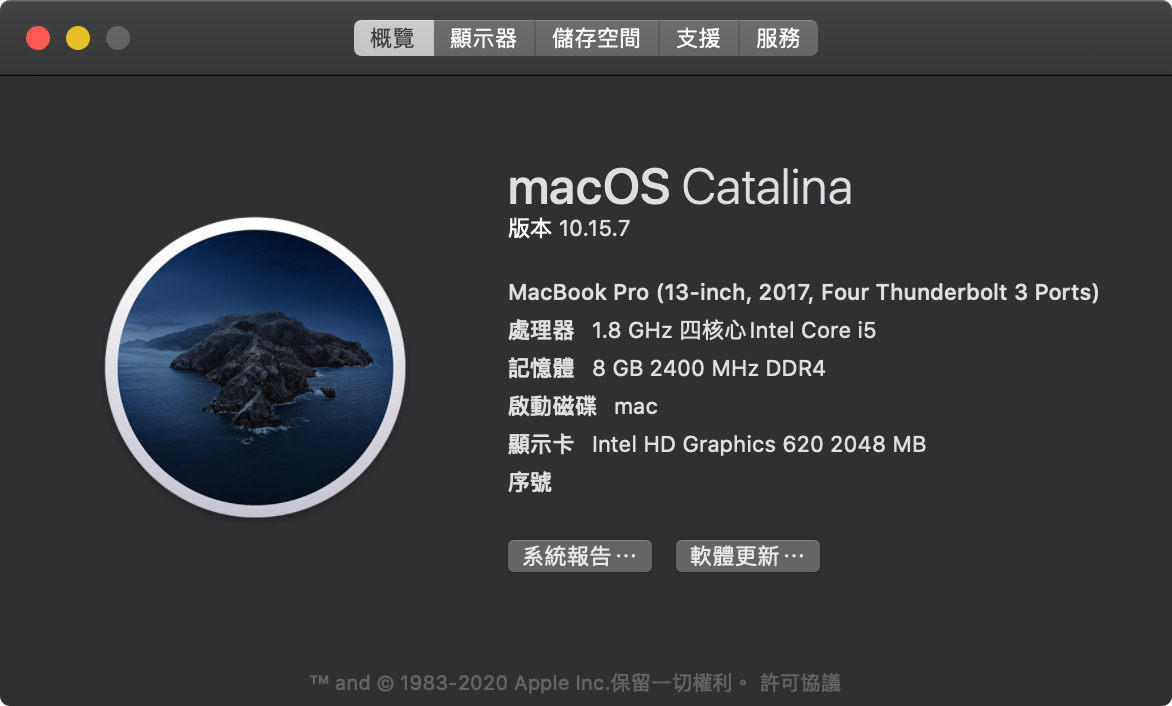 概覽 顯示器 儲存空間 支援 服務
macOS Catalina
版本 10.15.7
MacBook Pro (13-inch, 2017, Four Thunderbolt 3 Ports)
處理器 1.8 GHz 四核心Intel Core i5
記憶體 8 GB 2400 MHz DDR4
啟動磁碟 mac
顯示卡 Intel HD Graphics 620 2048 MB
序號
系統報告⋯ 軟體更新⋯
™ and © 1983-2020 Apple Inc.保留一切權利。 許可協議